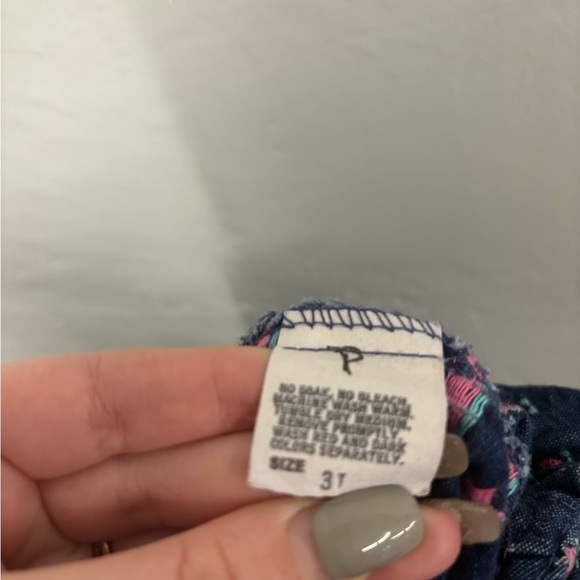 P
NO SOAK, NO BLEACH
MACHINE WASH WARM,
TUMBLE DRY MEDIUM.
REMOVE PROMPTLY
WASH RED AND DARK
COLORS SEPARATELY.
SIZE 3T